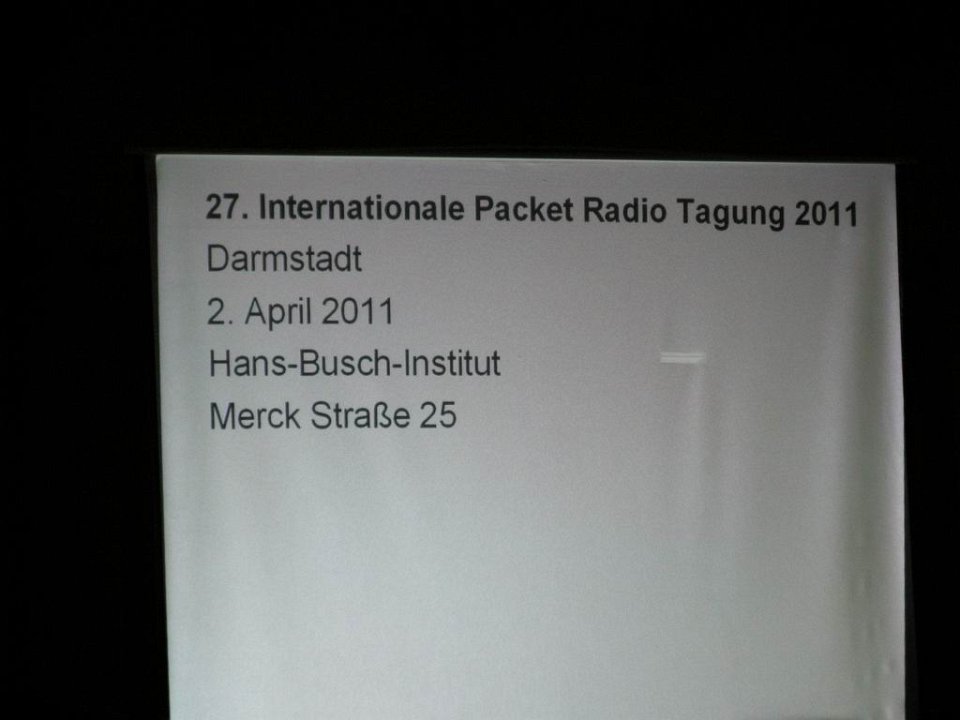 27. Internationale Packet Radio Tagung 2011
Darmstadt
2. April 2011
Hans-Busch-Institut
Merck Straße 25